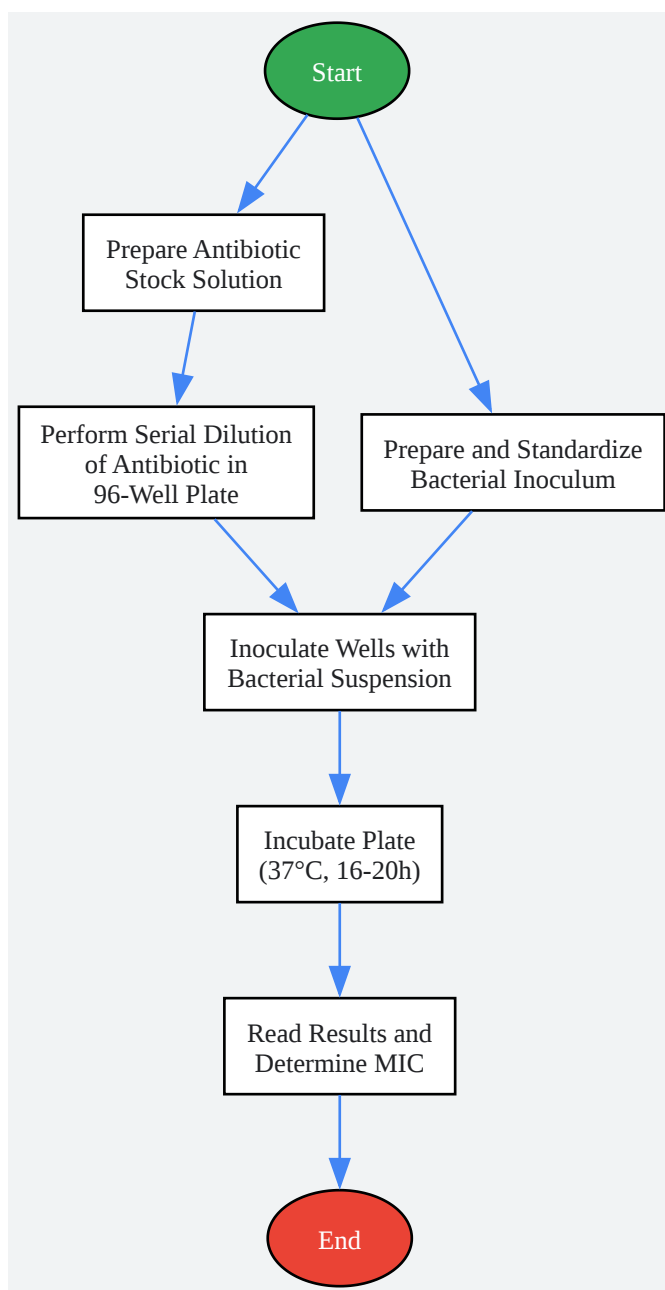 Start
Prepare Antibiotic
Stock Solution
Perform Serial Dilution
of Antibiotic in
96-Well Plate
Prepare and Standardize
Bacterial Inoculum
Inoculate Wells with
Bacterial Suspension
Incubate Plate
(37°C, 16-20h)
Read Results and
Determine MIC
End